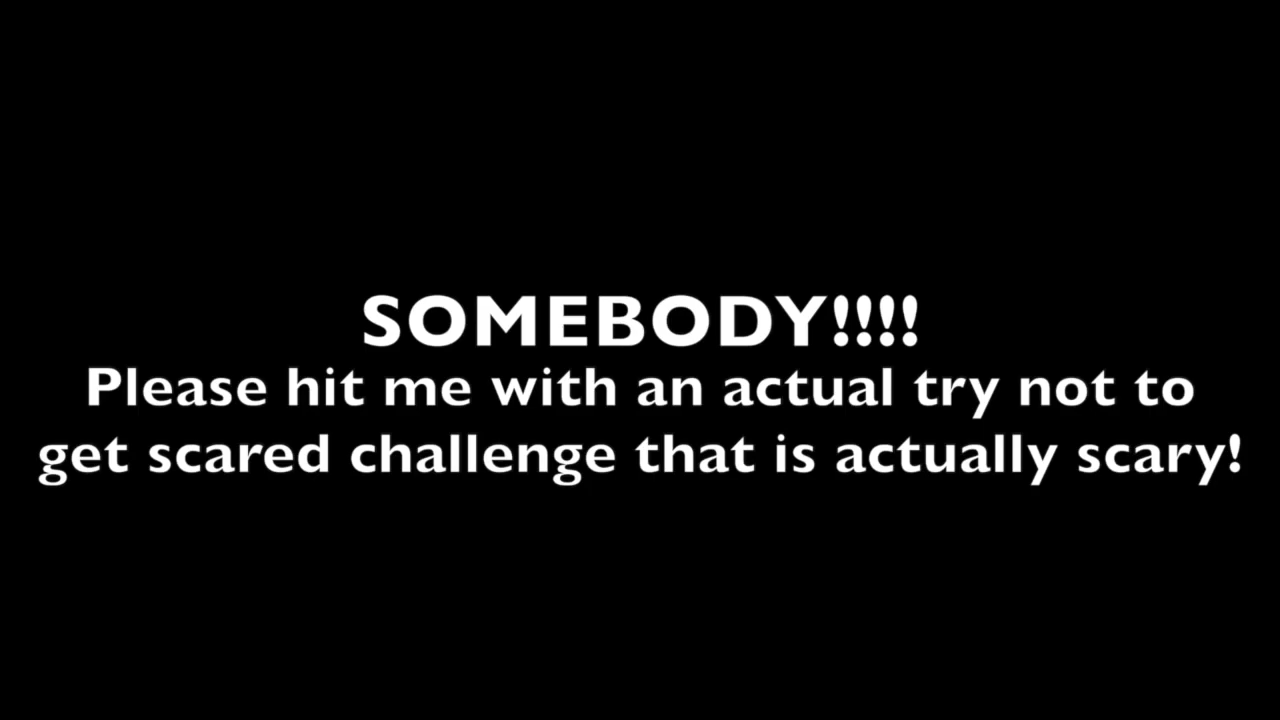 SOMEBODY!!!!
Please hit me with an actual try not to
get scared challenge that is actually scary!